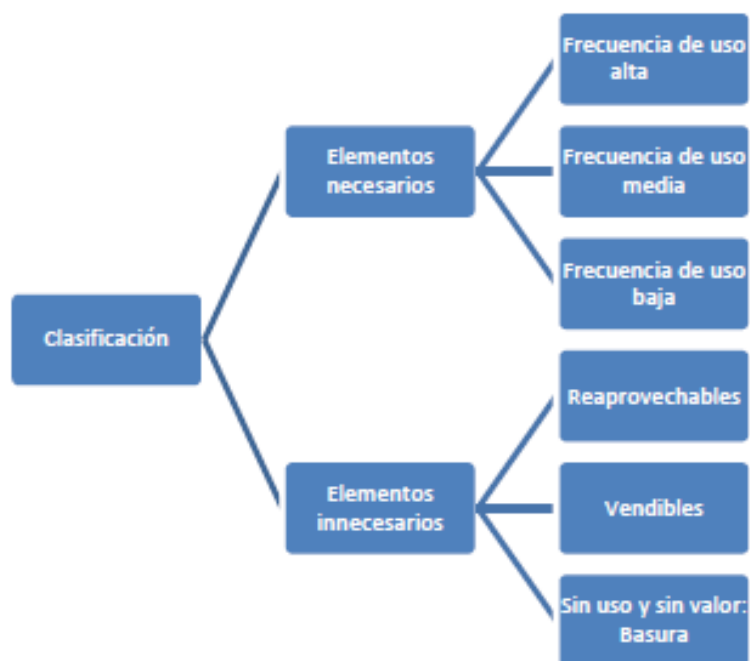 Clasificación
Elementos
necesarios
Frecuencia de uso
alta
Frecuencia de uso
media
Frecuencia de uso
baja
Elementos
innecesarios
Reaprovechables
Vendibles
Sin uso y sin valor:
Basura